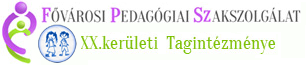 Fővárosi Pedagógiai Szakszolgálat
XX.kerületi Tagintézménye